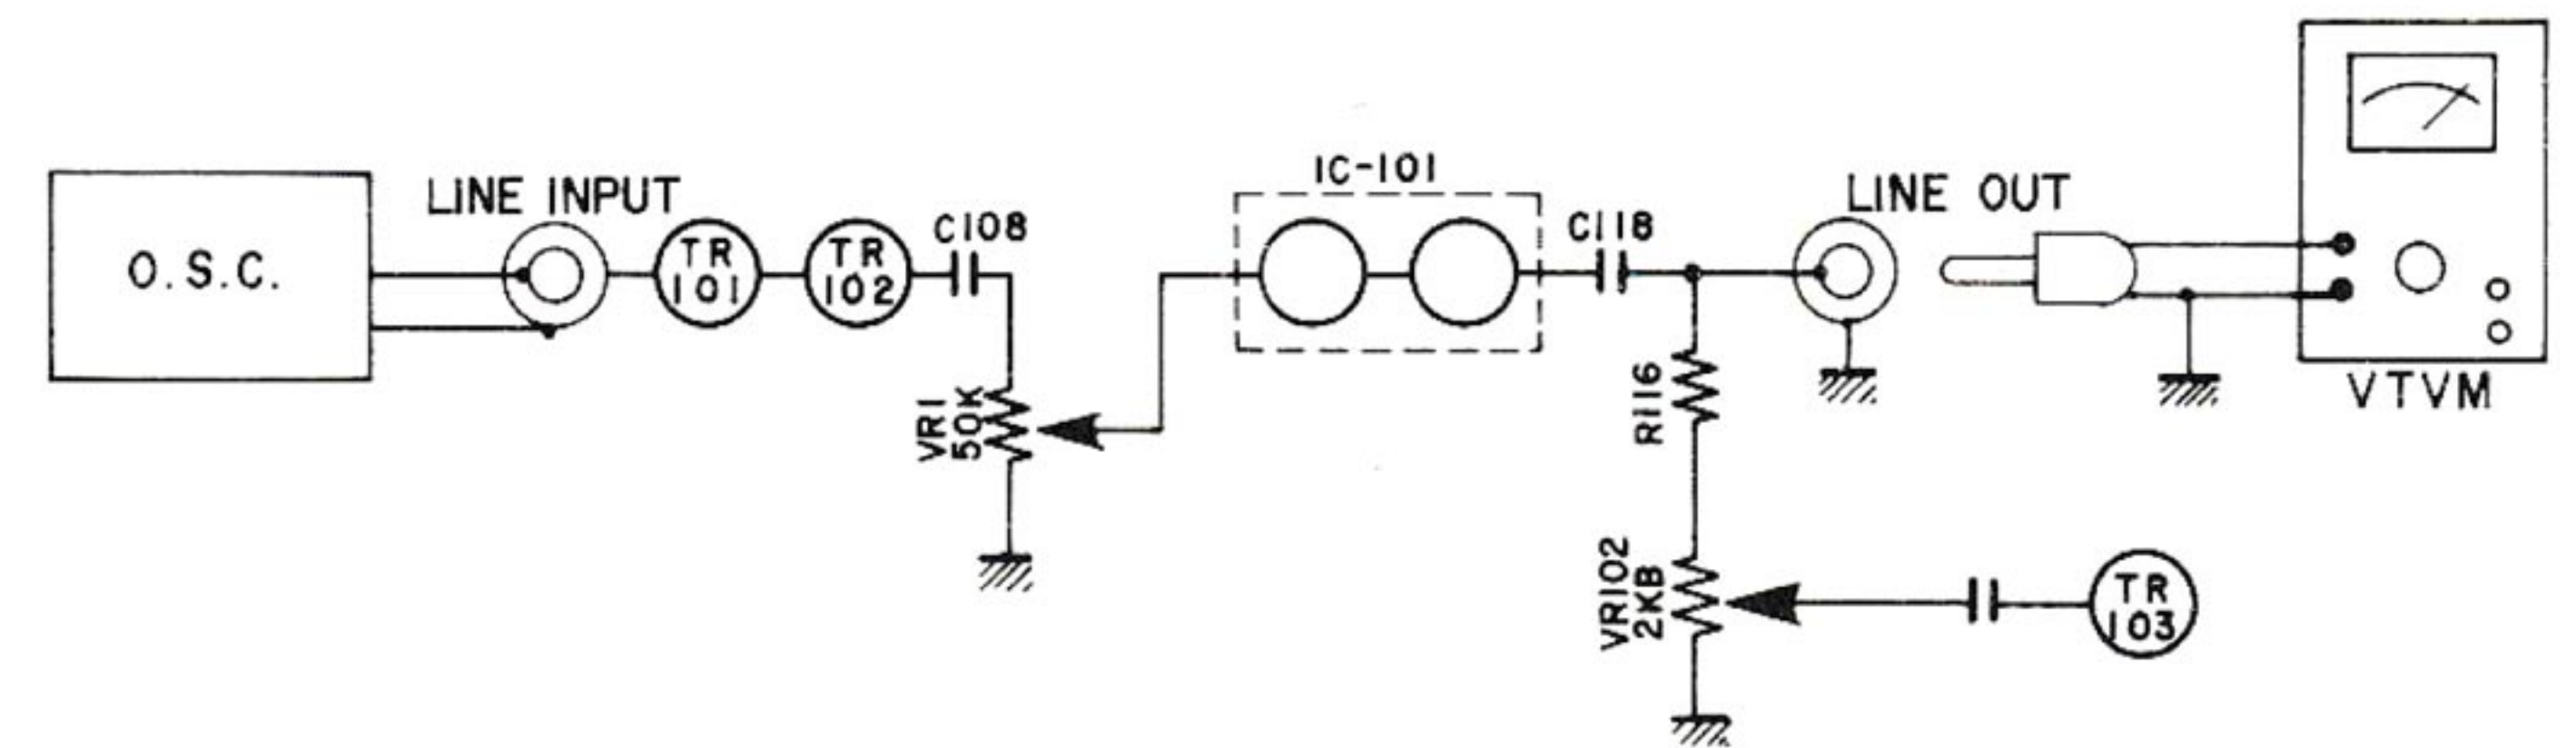 O.S.C.
LINE INPUT
TR
101
TR
102
C108
VR1
50K
IC-101
C118
R116
VR102
2KB
TR
103
LINE OUT
VTVM